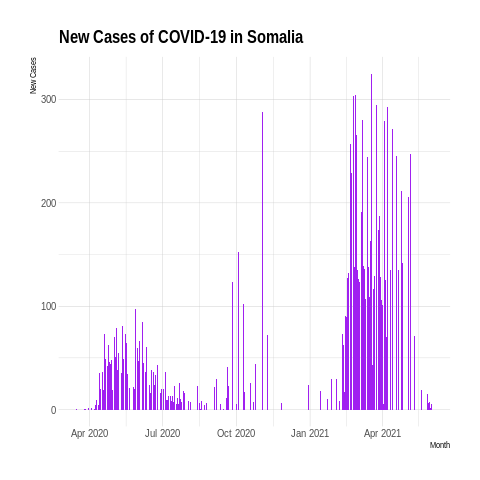 New Cases of COVID-19 in Somalia
New Cases
300
200
100
0
Apr 2020
Jul 2020
Oct 2020
Jan 2021
Apr 2021
Month